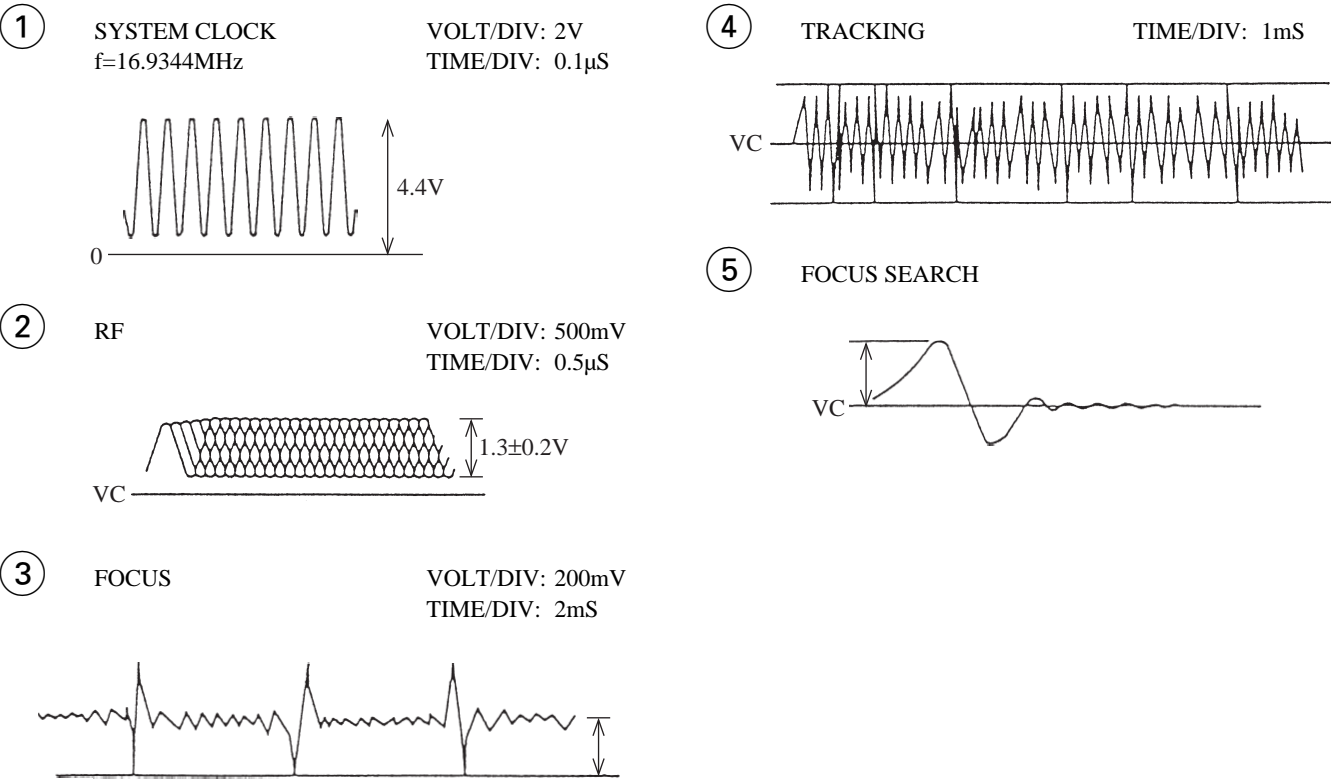 1 SYSTEM CLOCK VOLT/DIV: 2V
f=16.9344MHz TIME/DIV: 0.1µS
4.4V
0
2 RF VOLT/DIV: 500mV
TIME/DIV: 0.5µS
1.3±0.2V
VC
3 FOCUS VOLT/DIV: 200mV
TIME/DIV: 2mS
4 TRACKING TIME/DIV: 1mS
VC
5 FOCUS SEARCH
VC